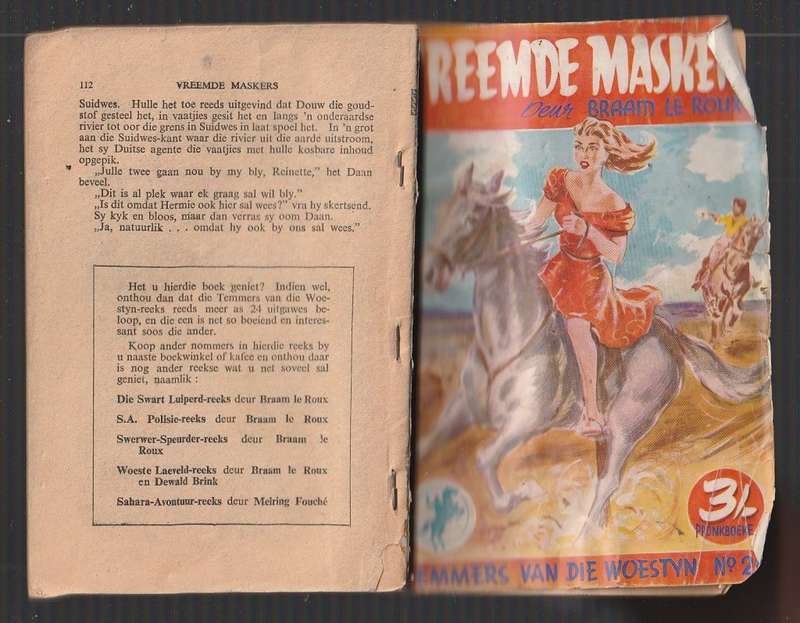 112 VREEMDE MASKERS
Suidwes. Hulle het toe reeds uitgevind dat Douw die goud-
stof gesteel het, in vaatjies gesit het en langs 'n onderaardse
rivier tot oor die grens in Suidwes in laat spoel het. In 'n grot
aan die Suidwes-kant waar die rivier uit die aarde uitstroom,
het sy Duitse agente die vaatjies met hulle kosbare inhoud
opgepik.
„Julle twee gaan nou by my bly, Reinette," het Daan
beveel.
„Dit is al plek waar ek graag sal wil bly."
„Is dit omdat Hermie ook hier sal wees?" vra hy skertsend.
Sy kyk en bloos, maar dan verras sy oom Daan.
„Ja, natuurlik . . . omdat hy ook by ons sal wees."
Het u hierdie boek geniet? Indien wel,
onthou dan dat die Temmers van die Woe-
styn-reeks reeds meer as 24 uitgawes be-
loop, en die een is net so boeiend en interes-
sant soos die ander.
Koop ander nommers in hierdie reeks by
u naaste boekwinkel of kafee en onthou daar
is nog ander reekse wat u net soveel sal
geniet, naamlik :
Die Swart Luiperd-reeks deur Braam le Roux
S.A. Polisie-reeks deur Braam le Roux
Swerwer-Speurder-reeks deur Braam le
Roux
Woeste Laeveld-reeks deur Braam le Roux
en Dewald Brink
Sahara-Avontuur-reeks deur Meiring Fouché
REEMDE MASKE
Deur BRAAM LE ROUX
3/-
PRONKBOEKE
EMMERS VAN DIE WOESTYN Nº 2